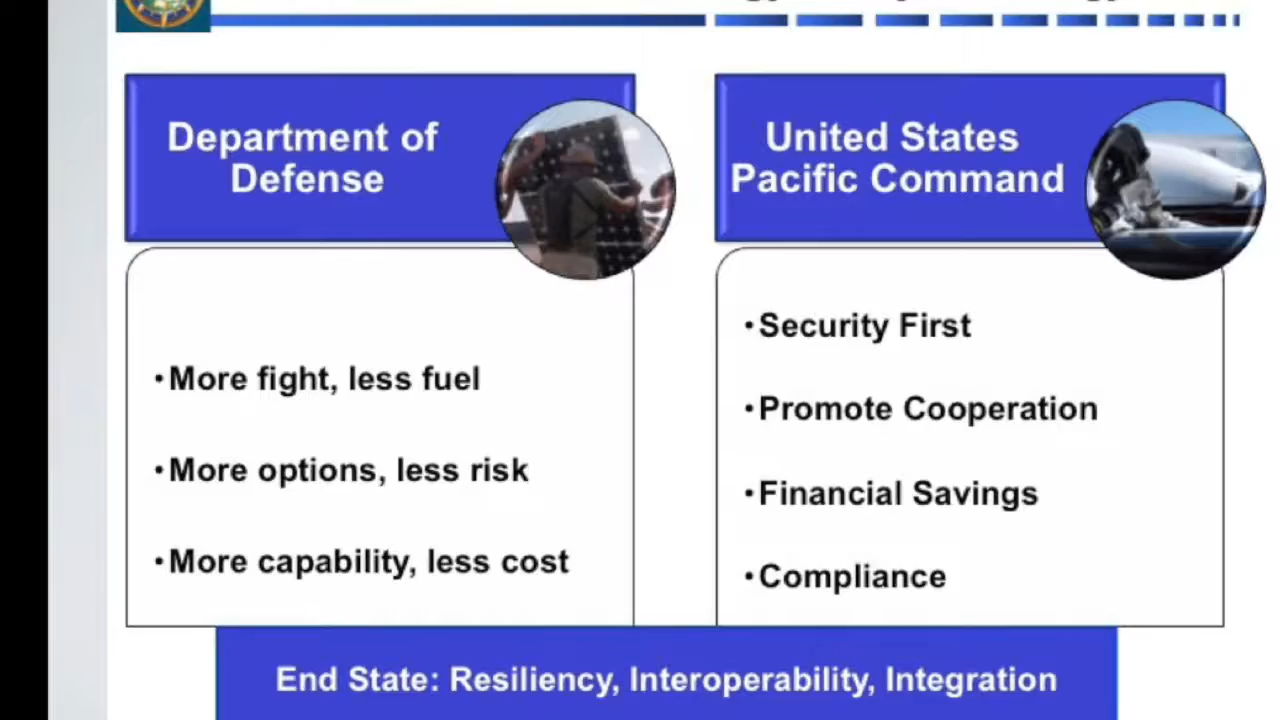 Department of
Defense
United States
Pacific Command
•More fight, less fuel
•More options, less risk
•More capability, less cost
•Security First
•Promote Cooperation
•Financial Savings
•Compliance
End State: Resiliency, Interoperability, Integration